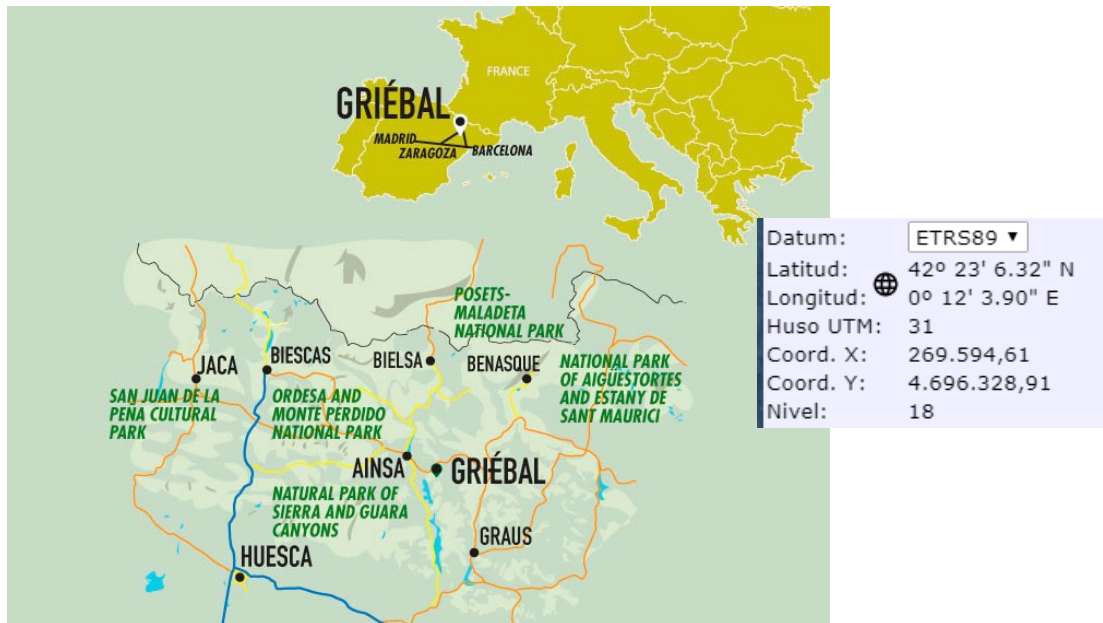 FRANCE
GRIÉBAL
MADRID
ZARAGOZA
BARCELONA
POSETS-
MALADETA
NATIONAL PARK
JACA
BIESCAS
BIELSA
BENASQUE
NATIONAL PARK
OF AIGÜESTORTES
AND ESTANY DE
SANT MAURICI
SAN JUAN DE LA
PEÑA CULTURAL
PARK
ORDESA AND
MONTE PERDIDO
NATIONAL PARK
AINSA
GRIÉBAL
NATURAL PARK OF
SIERRA AND GUARA
CANYONS
GRAUS
HUESCA
Datum: ETRS89
Latitud: 42º 23' 6.32" N
Longitud: 0º 12' 3.90" E
Huso UTM: 31
Coord. X: 269.594,61
Coord. Y: 4.696.328,91
Nivel: 18